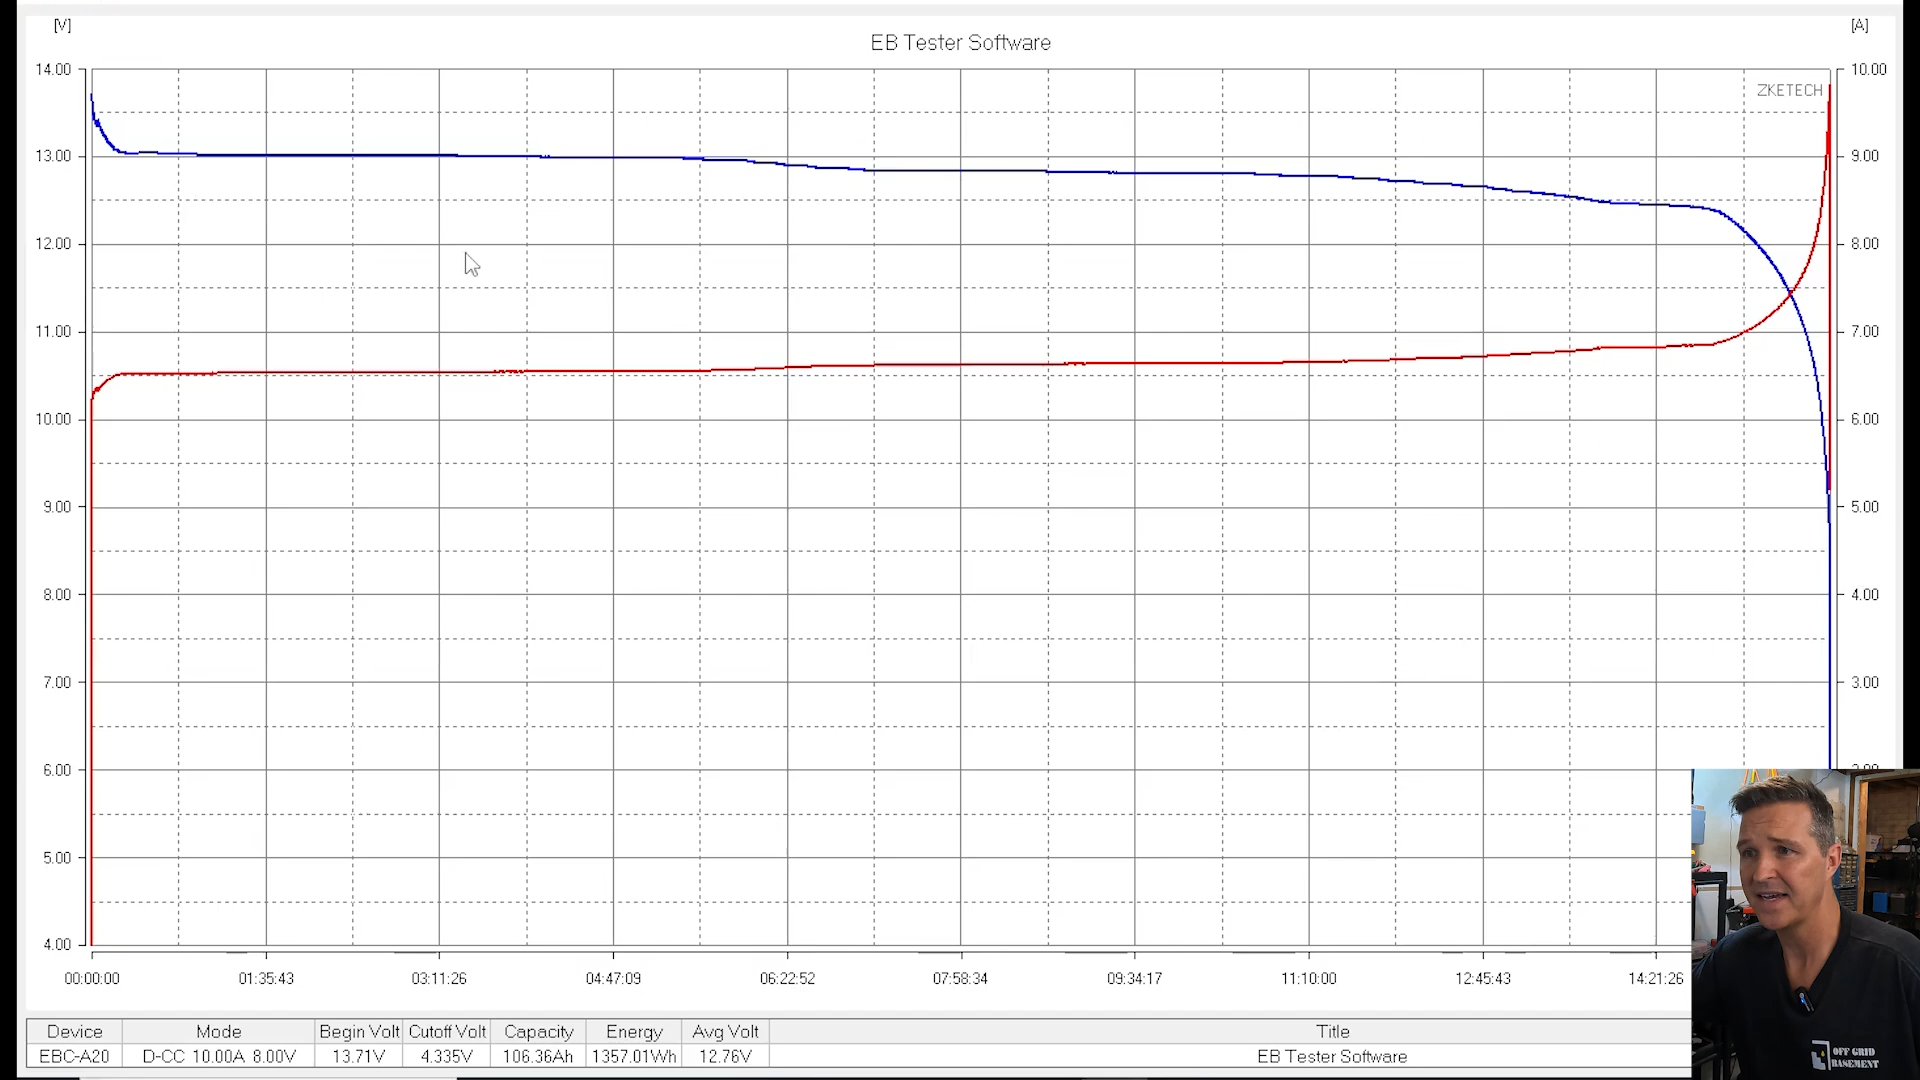 [V]
[A]
EB Tester Software
14.00
10.00
ZKETECH
13.00
9.00
12.00
8.00
11.00
7.00
10.00
6.00
9.00
5.00
8.00
4.00
7.00
3.00
6.00
5.00
4.00
00:00:00 01:35:43 03:11:26 04:47:09 06:22:52 07:58:34 09:34:17 11:10:00 12:45:43 14:21:26
Device Mode Begin Volt Cutoff Volt Capacity Energy Avg Volt Title
EBC-A20 D-CC 10.00A 8.00V 13.71V 4.335V 106.36Ah 1357.01Wh 12.76V EB Tester Software
OFF GRID
BASEMENT